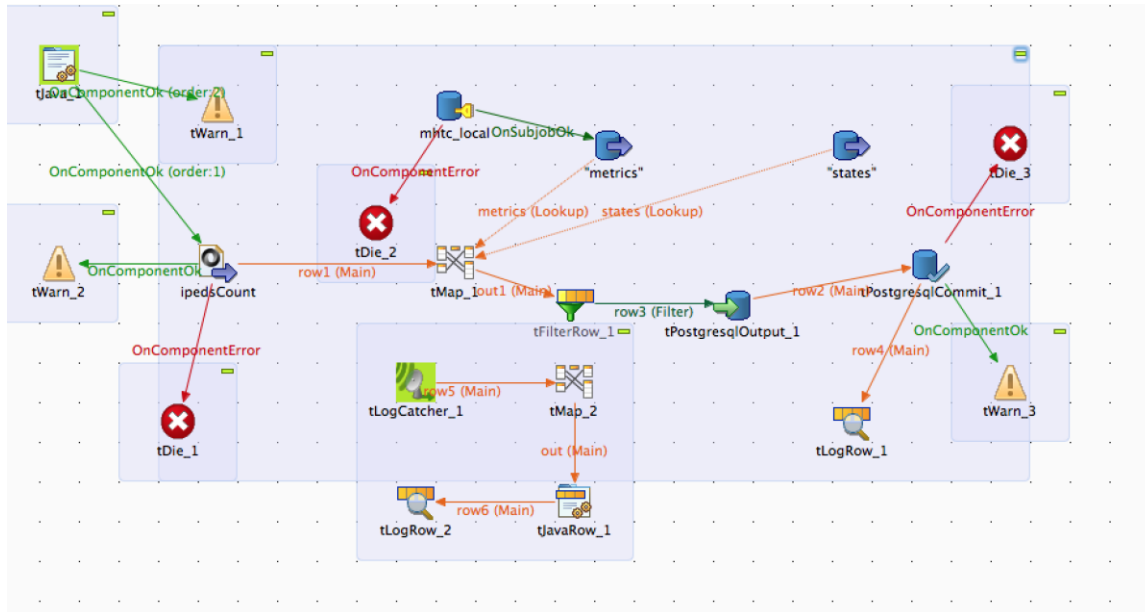 tJava_1
OnComponentOk (order:2)
tWarn_1
mhtc_local
OnSubjobOk
"metrics"
"states"
tDie_3
OnComponentOk (order:1)
OnComponentError
metrics (Lookup)
states (Lookup)
OnComponentError
tDie_2
tWarn_2
OnComponentOk
ipedsCount
row1 (Main)
tMap_1
out1 (Main)
tFilterRow_1
row3 (Filter)
tPostgresqlOutput_1
row2 (Main)
tPostgresqlCommit_1
OnComponentError
tDie_1
OnComponentOk
row4 (Main)
tWarn_3
tLogRow_1
tLogCatcher_1
row5 (Main)
tMap_2
out (Main)
tLogRow_2
row6 (Main)
tJavaRow_1